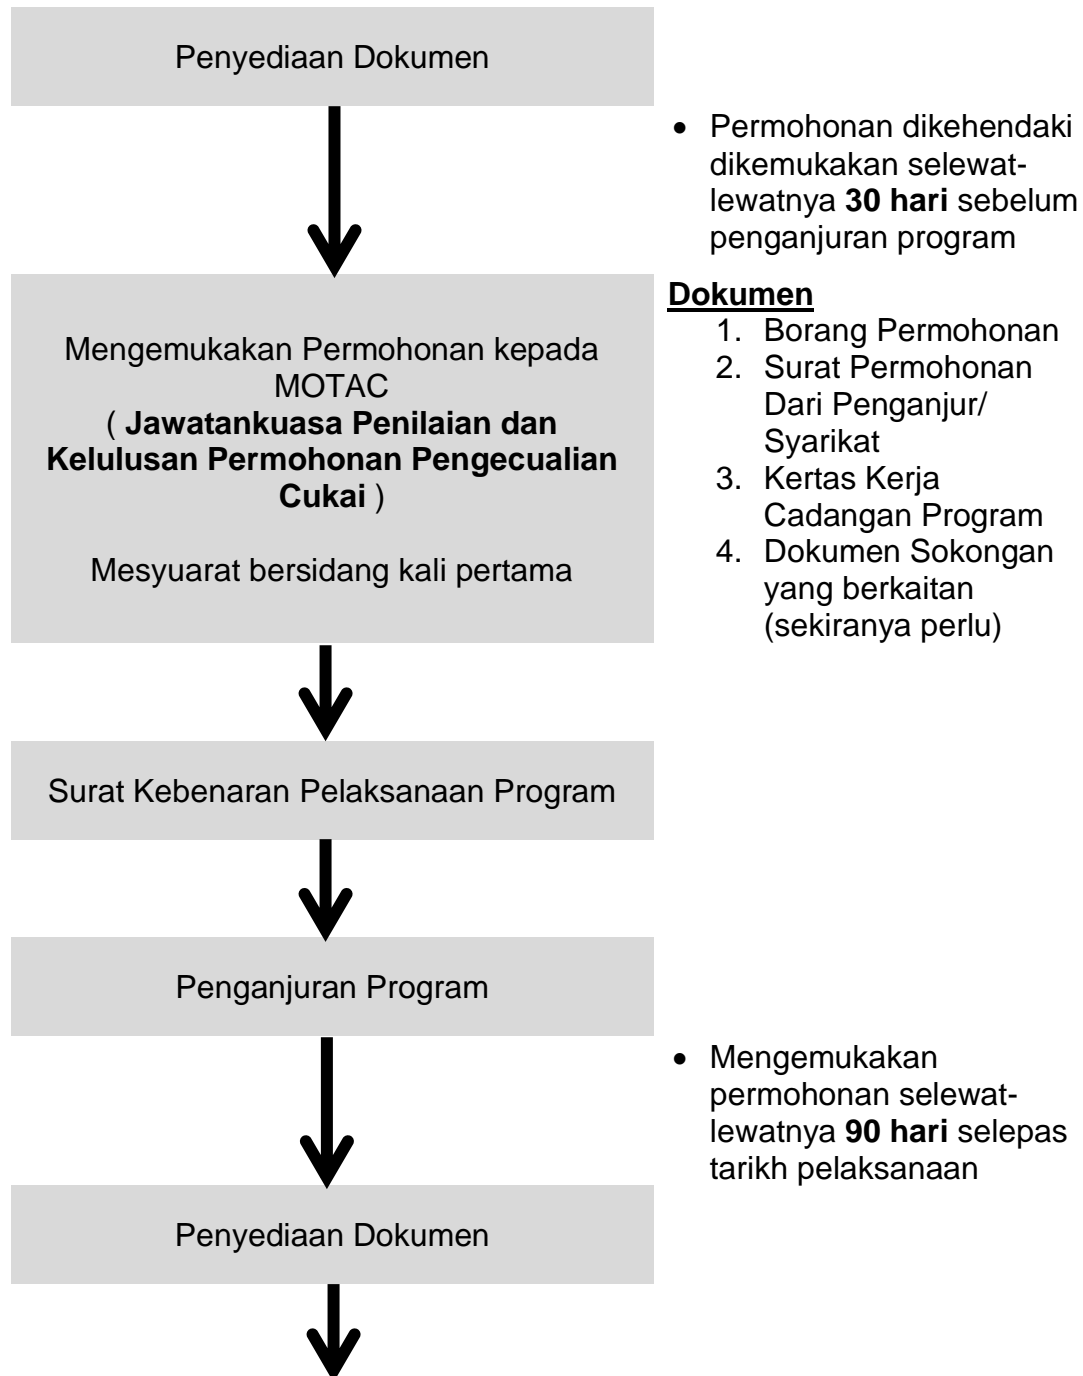 Penyediaan Dokumen
• Permohonan dikehendaki
dikemukakan selewat-
lewatnya 30 hari sebelum
penganjuran program
Mengemukakan Permohonan kepada
MOTAC
( Jawatankuasa Penilaian dan
Kelulusan Permohonan Pengecualian
Cukai )
Mesyuarat bersidang kali pertama
Dokumen
1. Borang Permohonan
2. Surat Permohonan
Dari Penganjur/
Syarikat
3. Kertas Kerja
Cadangan Program
4. Dokumen Sokongan
yang berkaitan
(sekiranya perlu)
Surat Kebenaran Pelaksanaan Program
Penganjuran Program
• Mengemukakan
permohonan selewat-
lewatnya 90 hari selepas
tarikh pelaksanaan
Penyediaan Dokumen